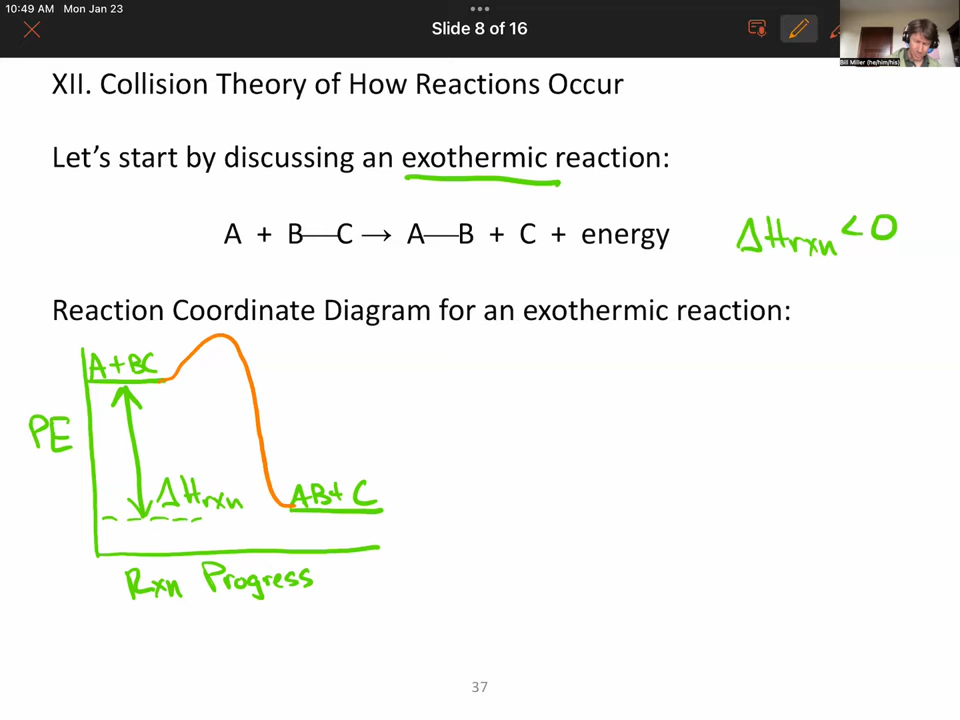 10:49 AM Mon Jan 23
Slide 8 of 16
Bill Miller (he/him/his)
XII. Collision Theory of How Reactions Occur
Let’s start by discussing an exothermic reaction:
A + B—C → A—B + C + energy
ΔHrxn < 0
Reaction Coordinate Diagram for an exothermic reaction:
A+BC
PE
ΔHrxn
AB+C
Rxn Progress
37